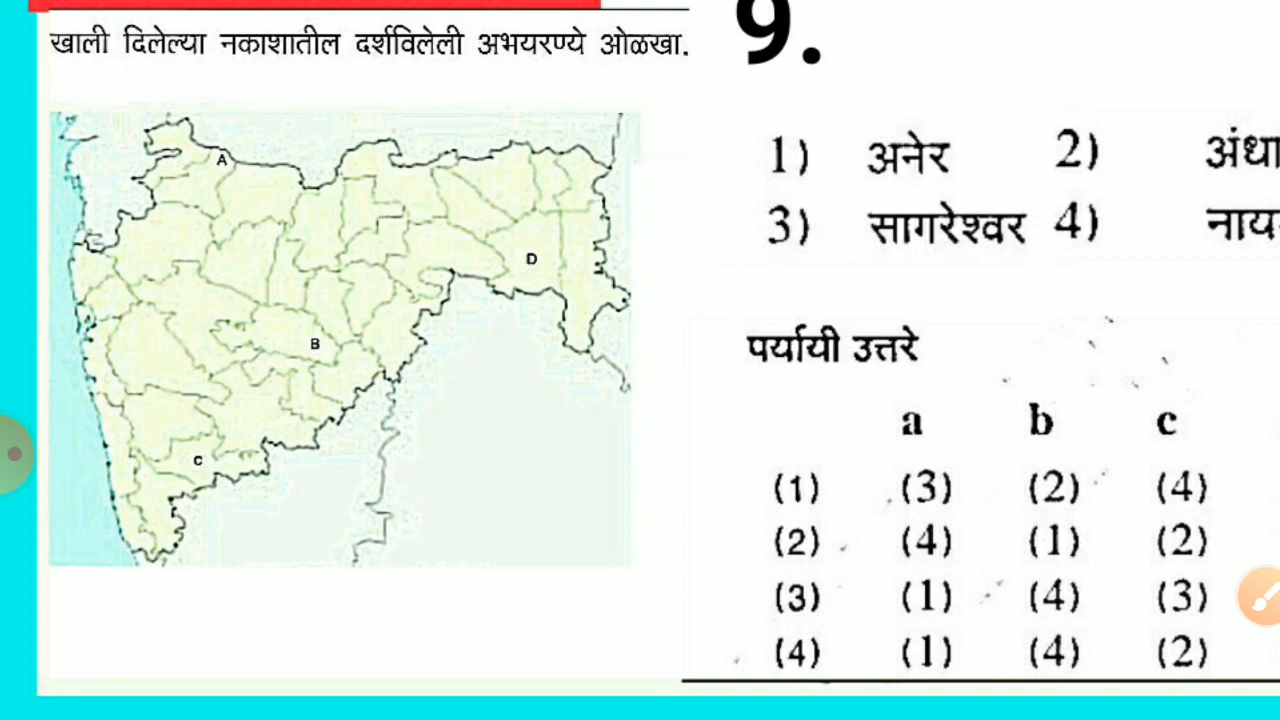 खाली दिलेल्या नकाशातील दर्शविलेली अभयरण्ये ओळखा.
A
B
C
D
9.
1) अनेर 2) अंधा
3) सागरेश्वर 4) नाय
पर्यायी उत्तरे
a b c
(1) (3) (2) (4)
(2) (4) (1) (2)
(3) (1) (4) (3)
(4) (1) (4) (2)